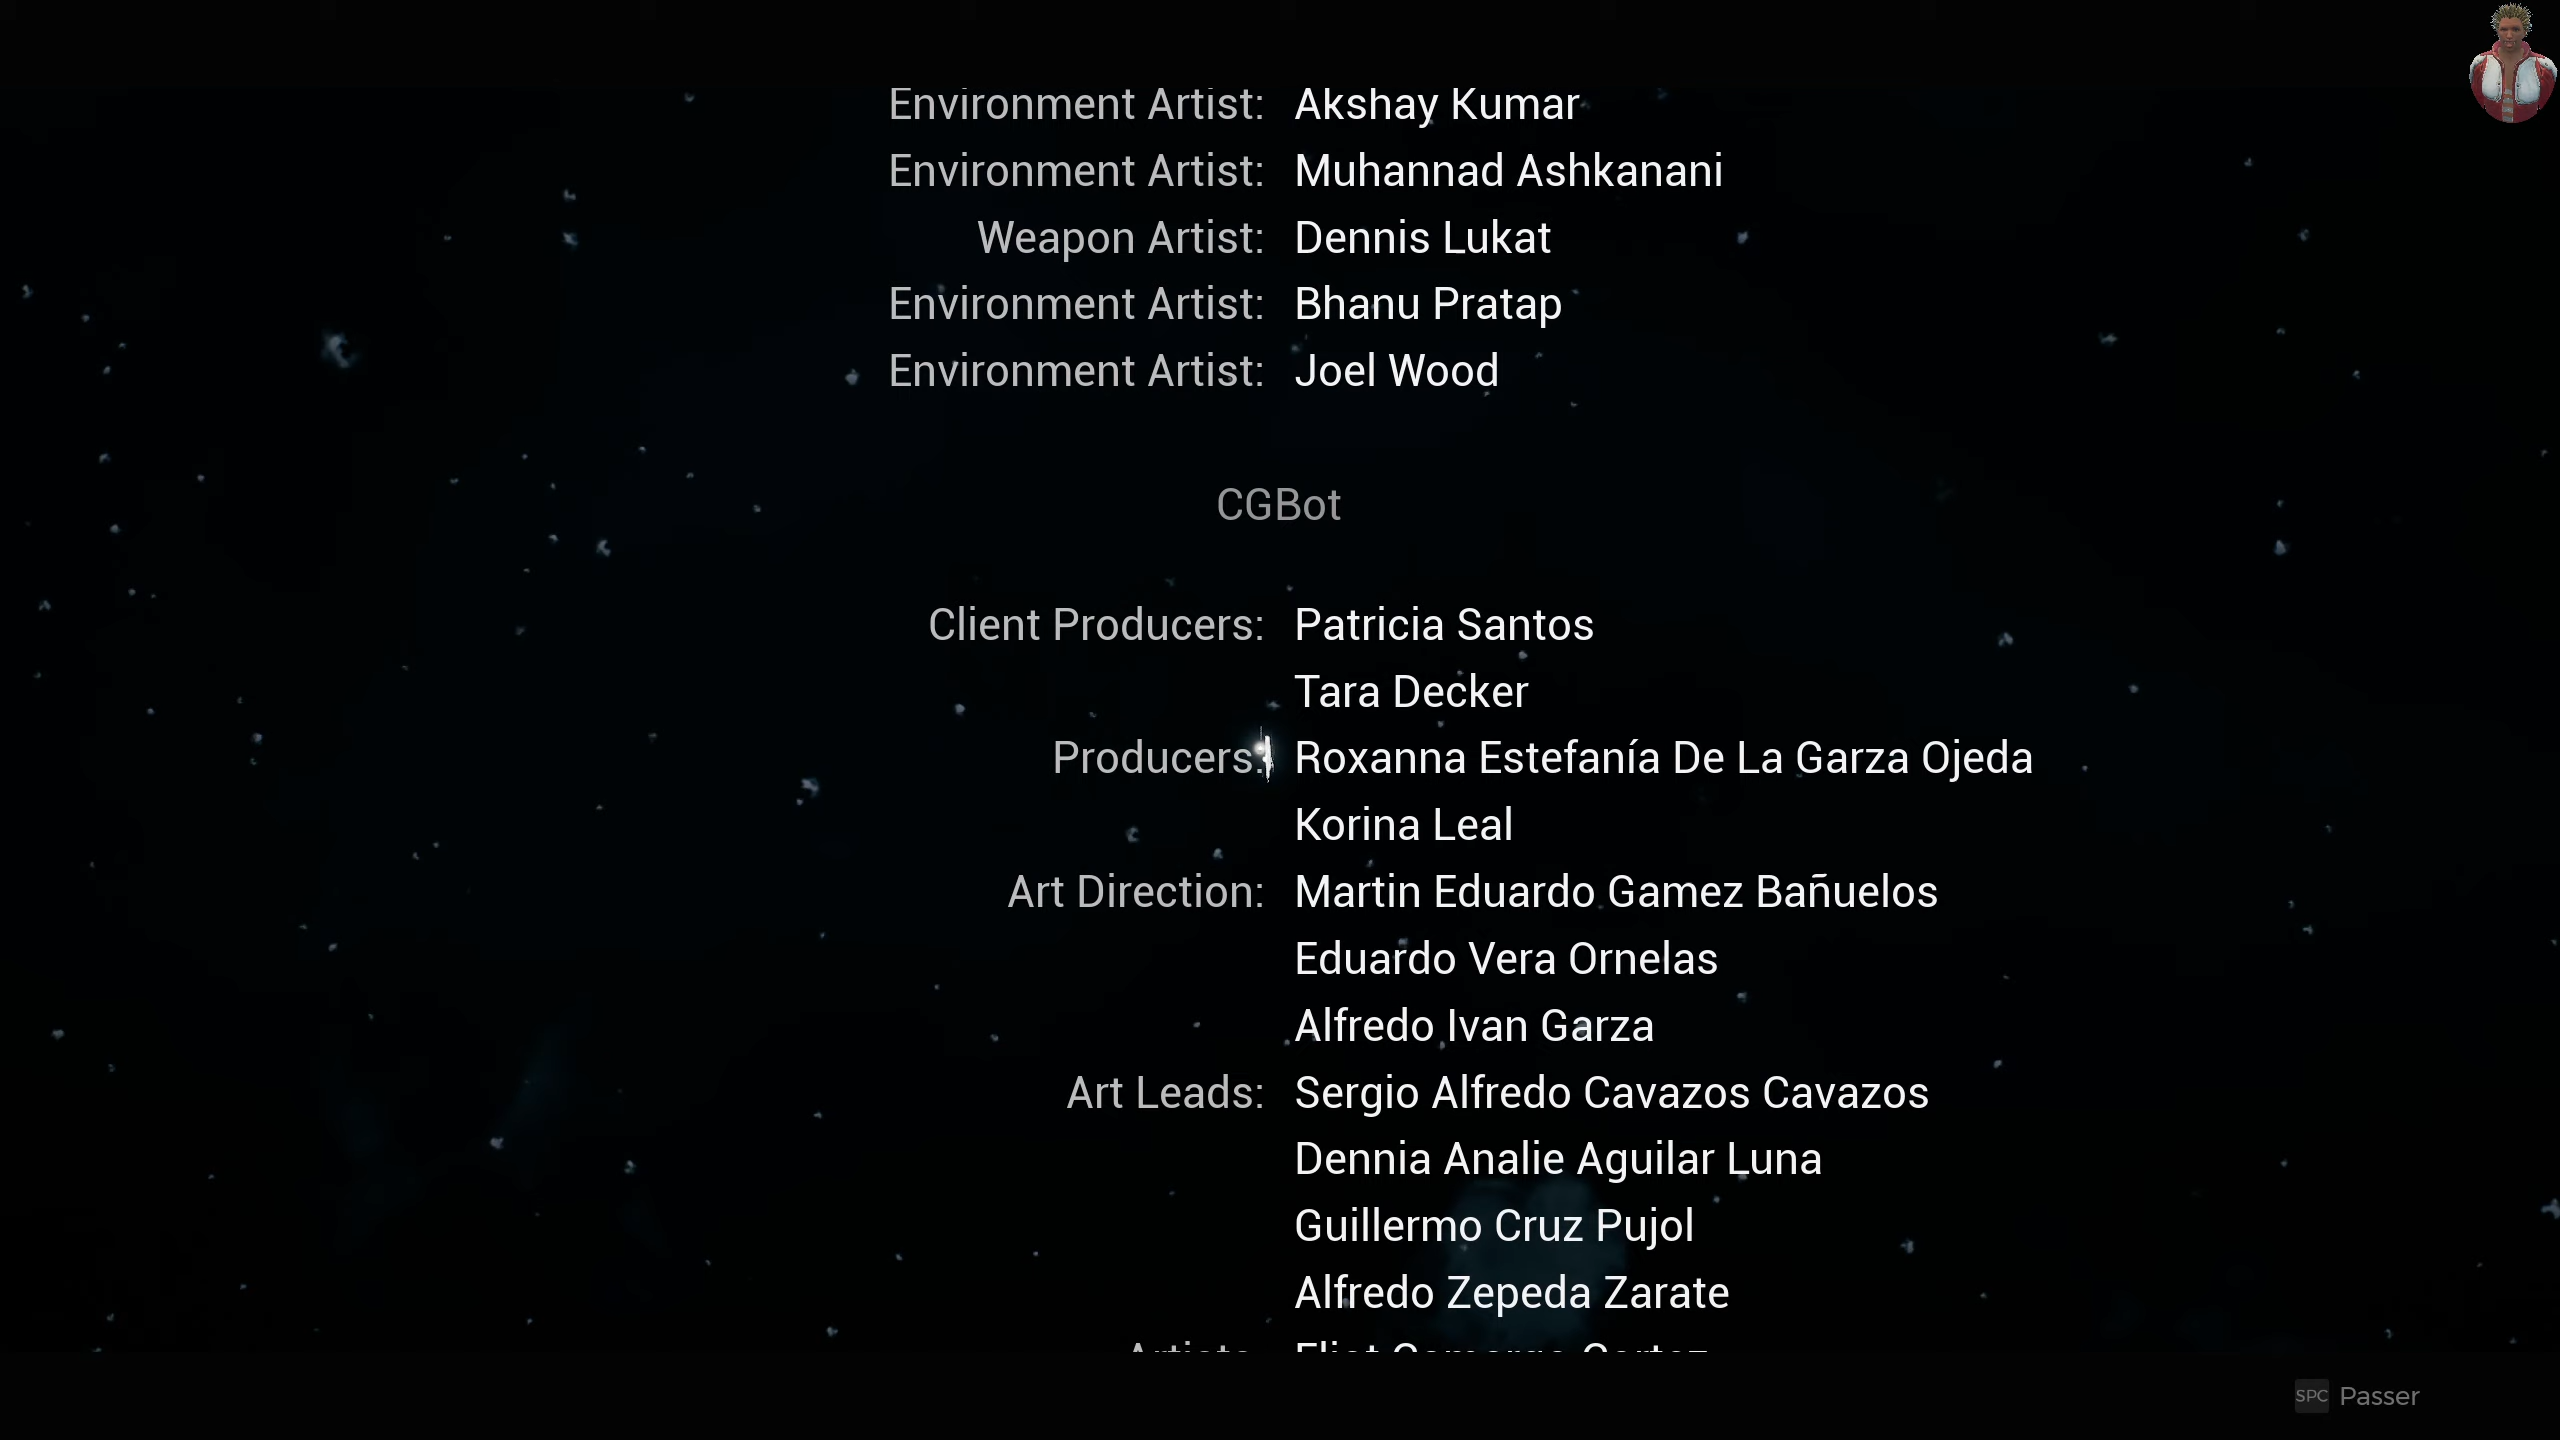 Environment Artist: Akshay Kumar
Environment Artist: Muhannad Ashkanani
Weapon Artist: Dennis Lukat
Environment Artist: Bhanu Pratap
Environment Artist: Joel Wood
CGBot
Client Producers: Patricia Santos
Tara Decker
Producers: Roxanna Estefanía De La Garza Ojeda
Korina Leal
Art Direction: Martin Eduardo Gamez Bañuelos
Eduardo Vera Ornelas
Alfredo Ivan Garza
Art Leads: Sergio Alfredo Cavazos Cavazos
Dennia Analie Aguilar Luna
Guillermo Cruz Pujol
Alfredo Zepeda Zarate
SPC Passer